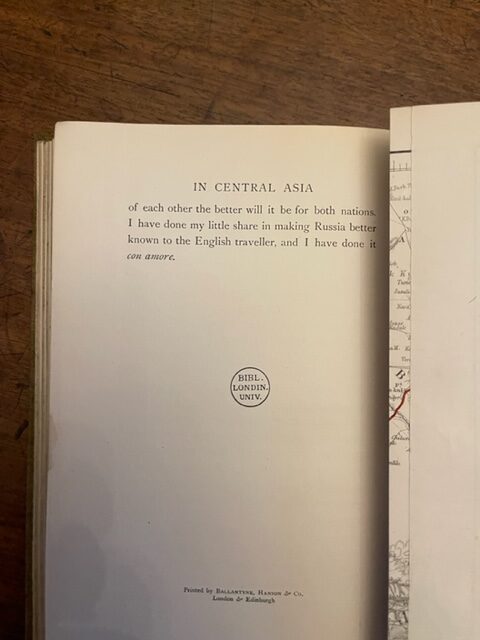 IN CENTRAL ASIA
of each other the better will it be for both nations.
I have done my little share in making Russia better
known to the English traveller, and I have done it
con amore.
BIBL.
LONDIN.
UNIV.
Printed by BALLANTYNE, HANSON & Co.
London & Edinburgh